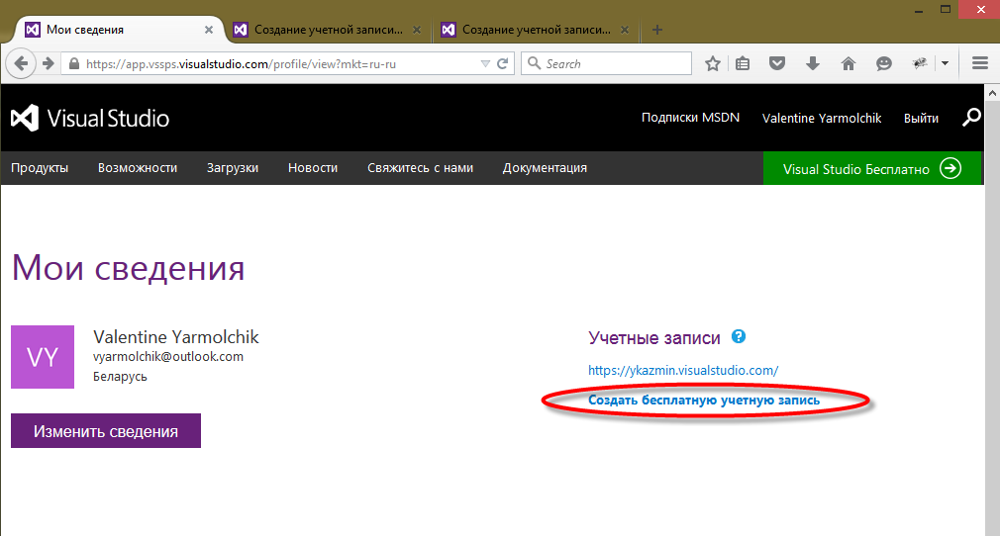 Мои сведения
Создание учетной записи...
Создание учетной записи...
https://app.vssps.visualstudio.com/profile/view?mkt=ru-ru
Search
Visual Studio
Подписки MSDN
Valentine Yarmolchik
Выйти
Продукты
Возможности
Загрузки
Новости
Свяжитесь с нами
Документация
Visual Studio Бесплатно
Мои сведения
VY
Valentine Yarmolchik
vyarmolchik@outlook.com
Беларусь
Изменить сведения
Учетные записи ?
https://ykazmin.visualstudio.com/
Создать бесплатную учетную запись